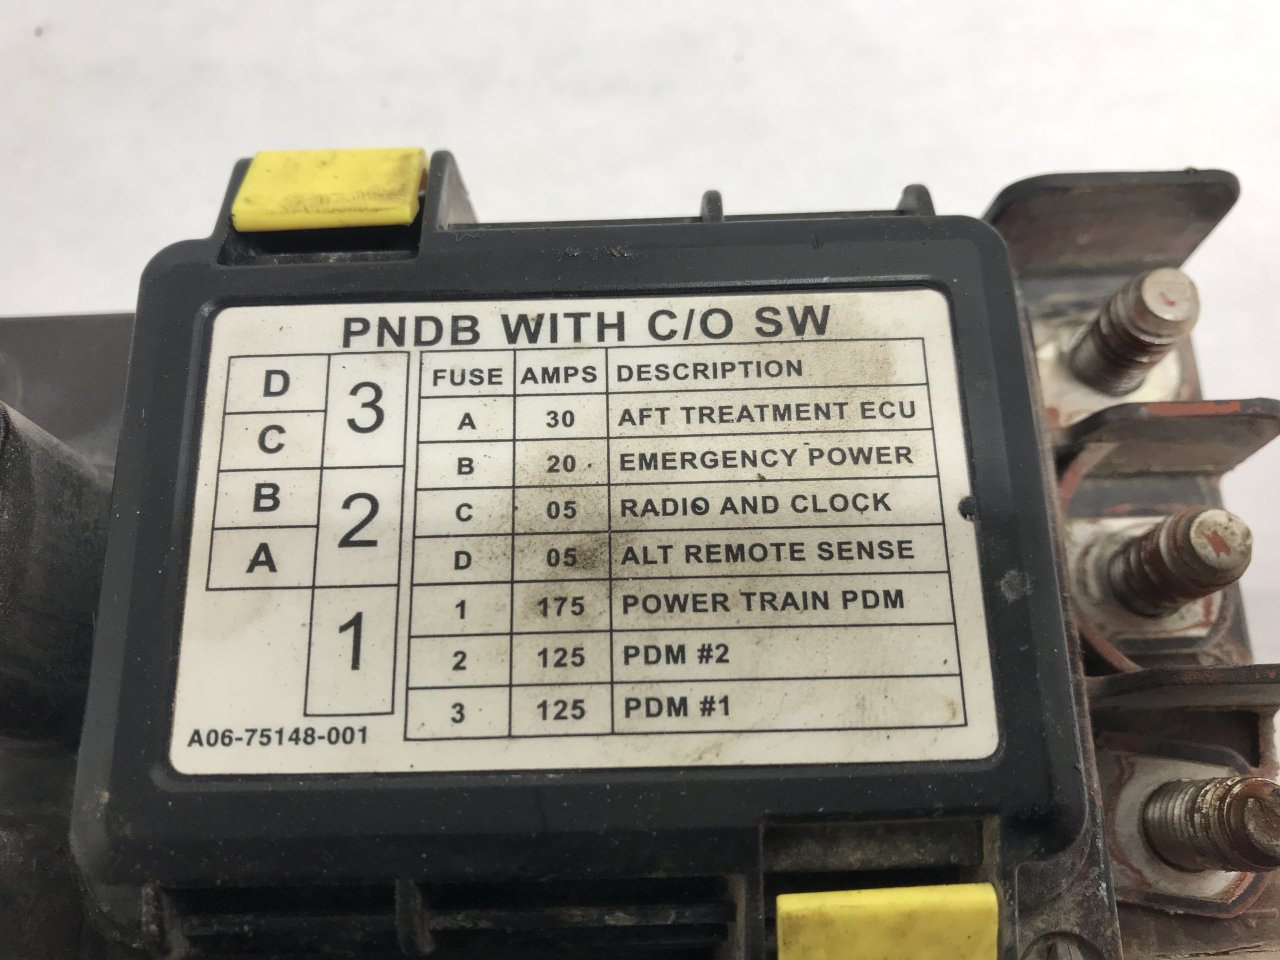 PNDB WITH C/O SW
D
C
B
A
3
2
1
FUSE AMPS DESCRIPTION
A 30 AFT TREATMENT ECU
B 20 EMERGENCY POWER
C 05 RADIO AND CLOCK
D 05 ALT REMOTE SENSE
1 175 POWER TRAIN PDM
2 125 PDM #2
3 125 PDM #1
A06-75148-001